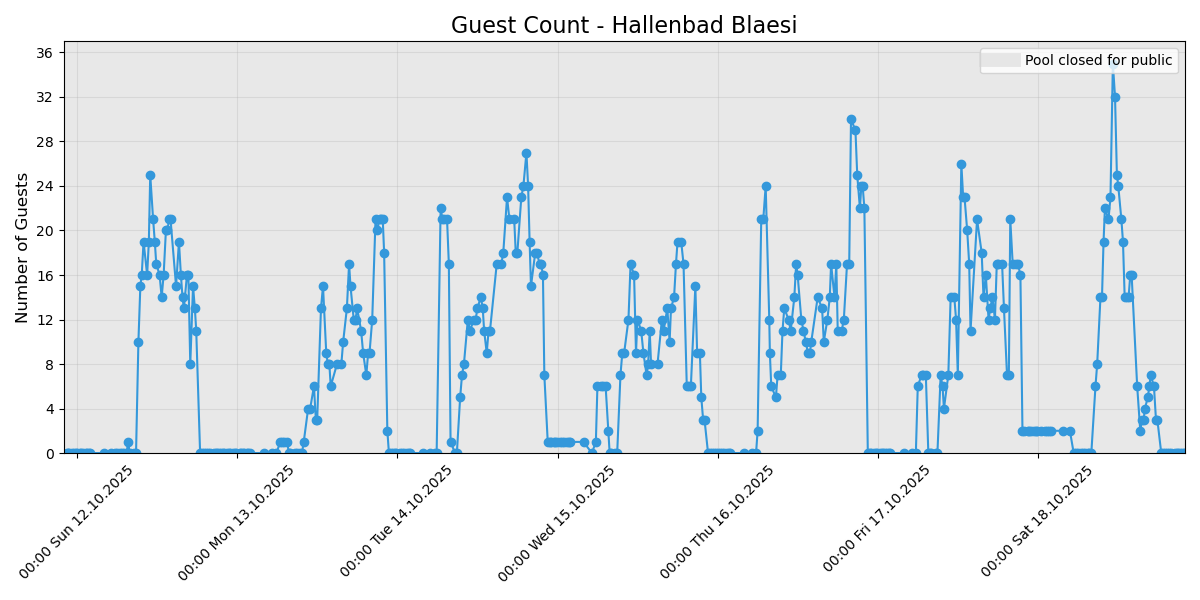 Guest Count - Hallenbad Blaesi
Pool closed for public
Number of Guests
36
32
28
24
20
16
12
8
4
0
00:00 Sun 12.10.2025
00:00 Mon 13.10.2025
00:00 Tue 14.10.2025
00:00 Wed 15.10.2025
00:00 Thu 16.10.2025
00:00 Fri 17.10.2025
00:00 Sat 18.10.2025